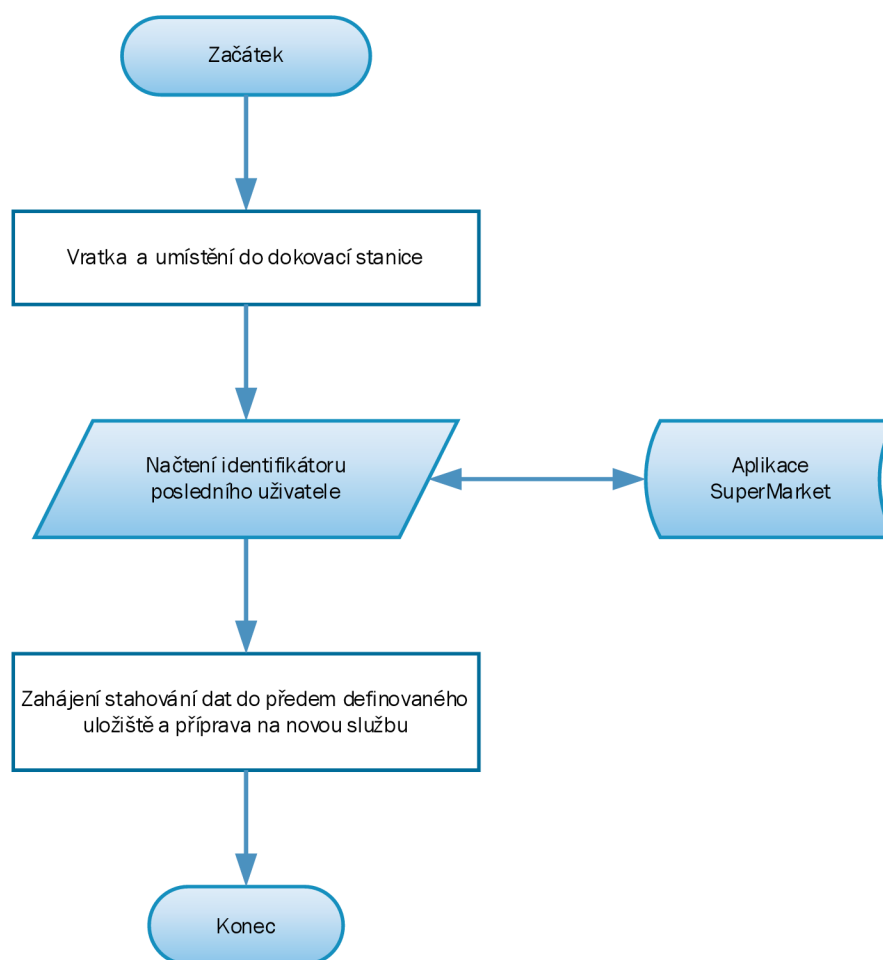 Začátek
Vratka a umístění do dokovací stanice
Načtení identifikátoru
posledního uživatele
Aplikace
SuperMarket
Zahájení stahování dat do předem definovaného
uložiště a příprava na novou službu
Konec